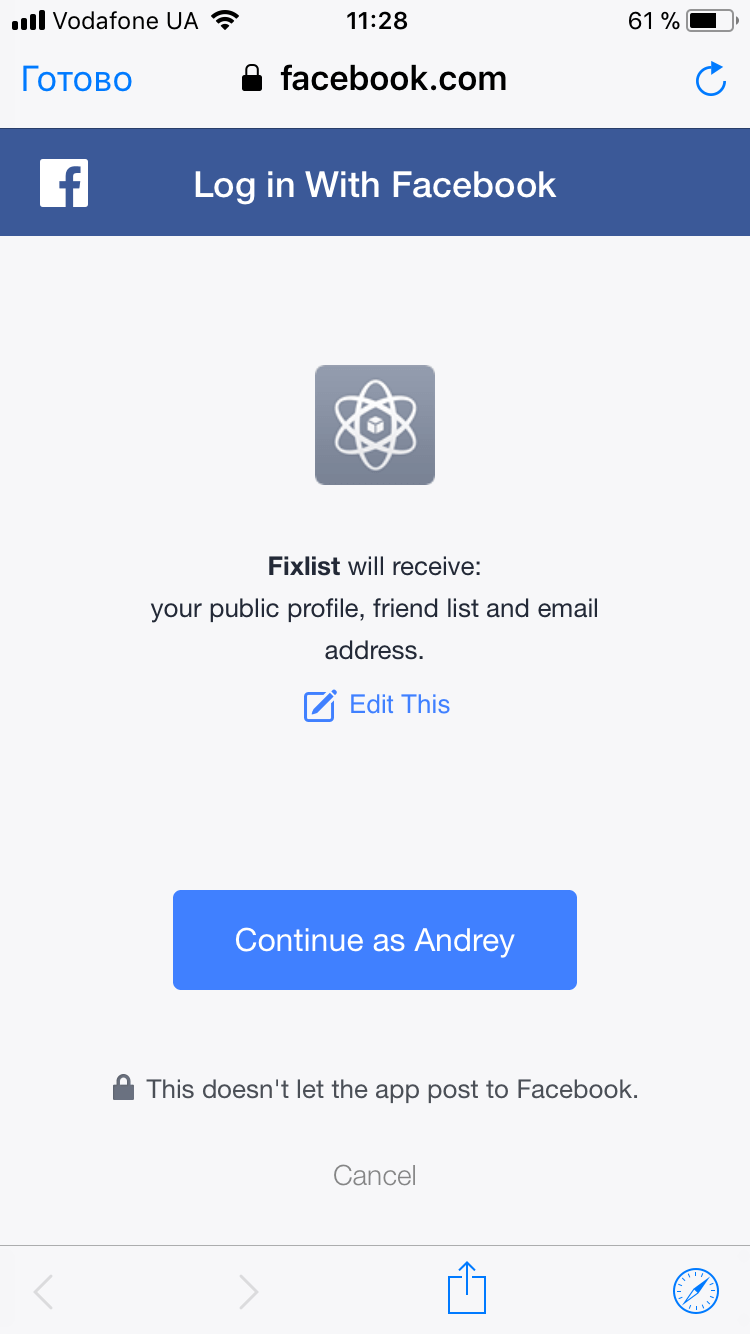 Vodafone UA 11:28 61 %
Готово facebook.com
Log in With Facebook
Fixlist will receive:
your public profile, friend list and email
address.
Edit This
Continue as Andrey
This doesn't let the app post to Facebook.
Cancel